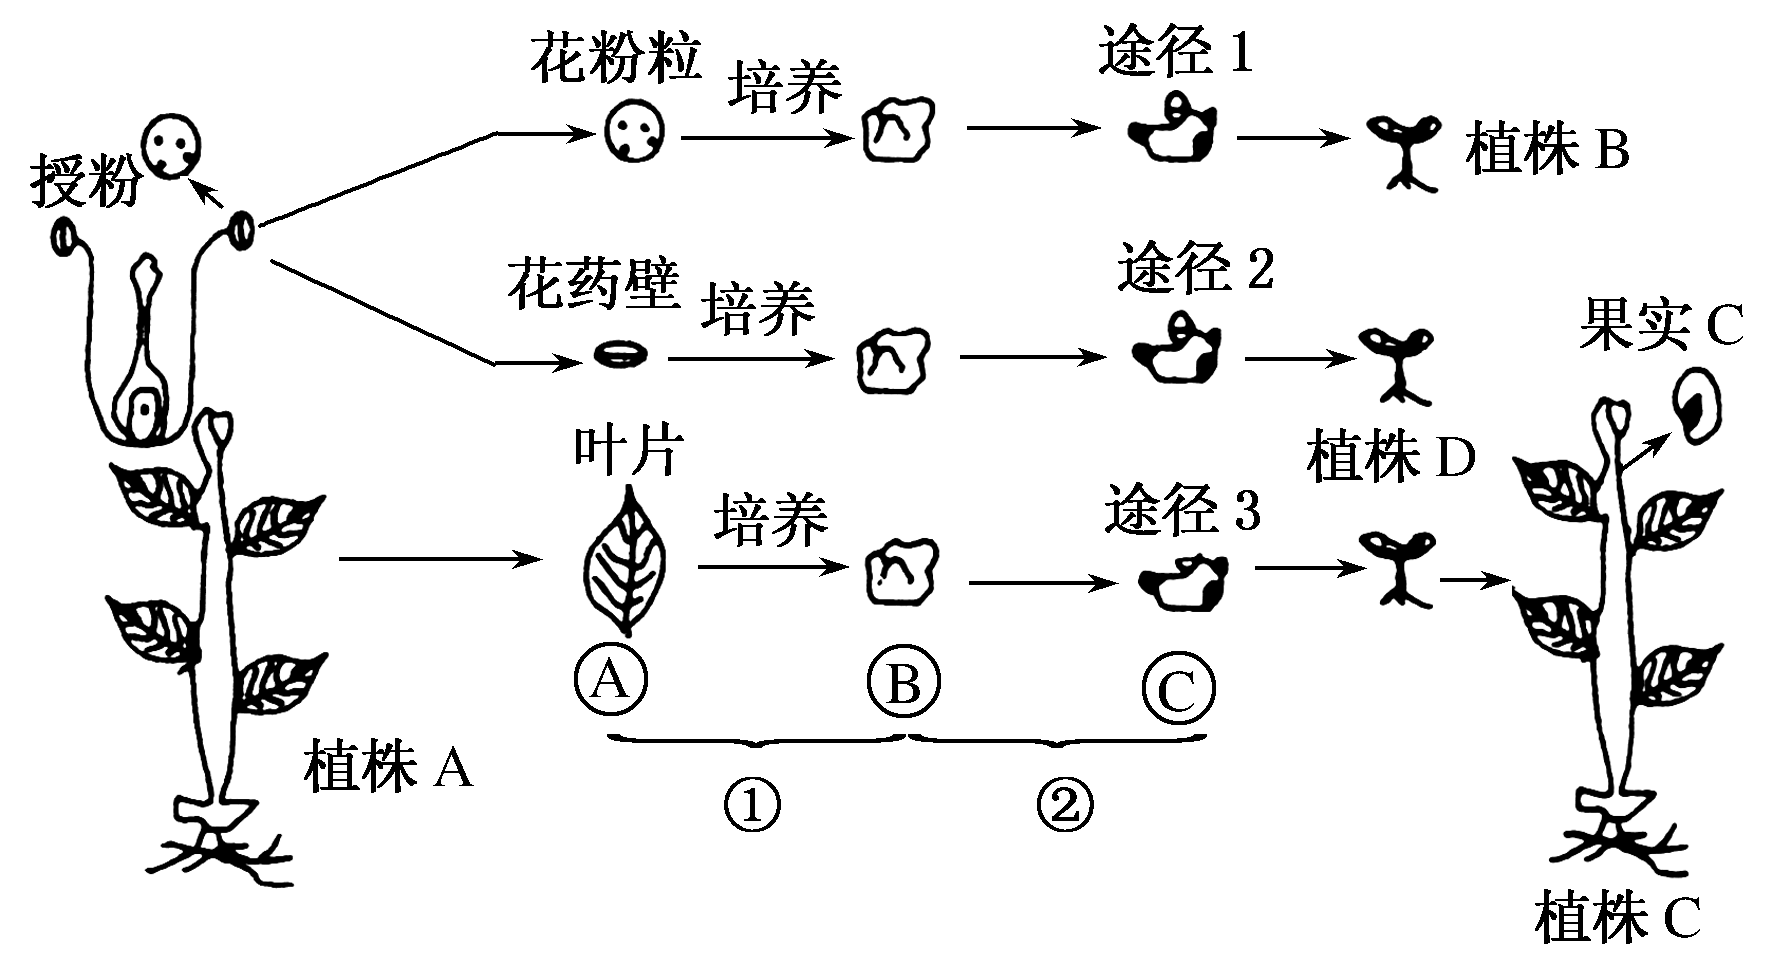 花粉粒
培养
途径 1
授粉
植株 B
花药壁
培养
途径 2
果实 C
叶片
植株 D
培养
途径 3
A
B
C
植株 A
①
②
植株 C